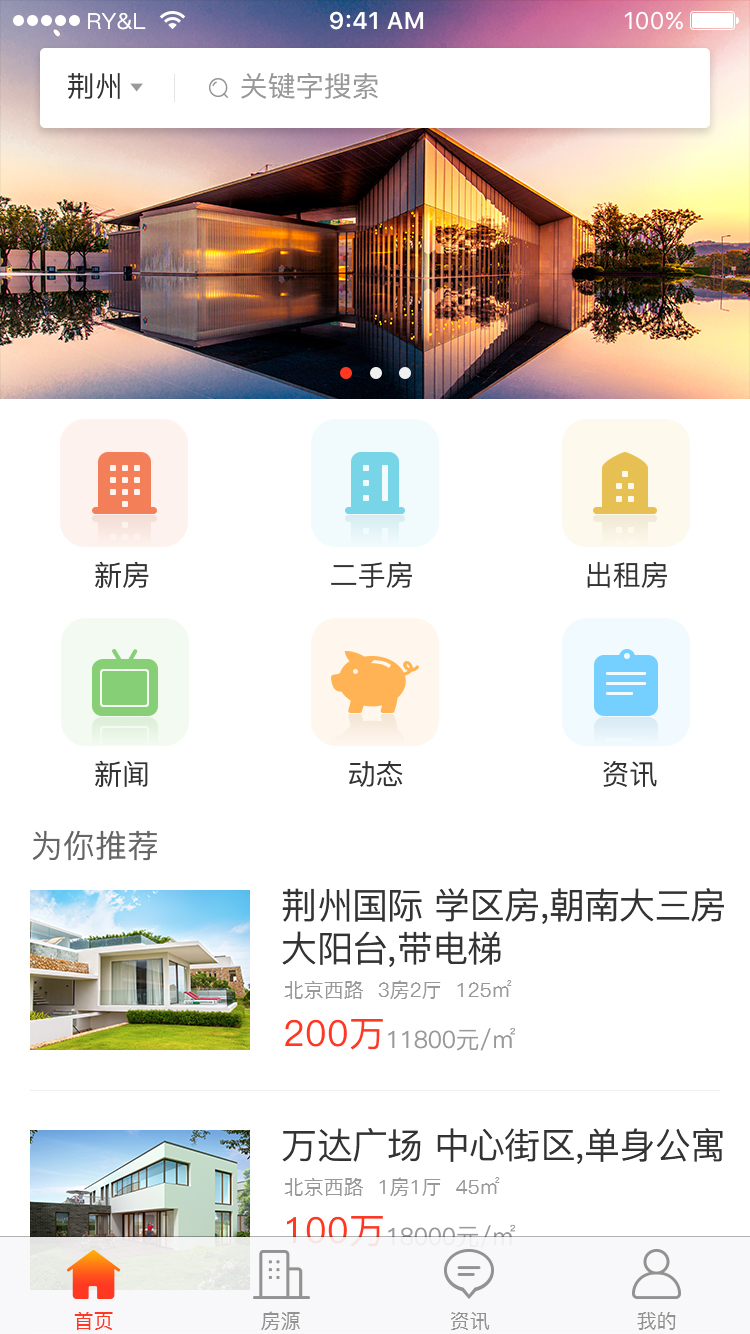 RY&L 9:41 AM 100%
荆州 关键字搜索
新房 二手房 出租房
新闻 动态 资讯
为你推荐
荆州国际 学区房,朝南大三房
大阳台,带电梯
北京西路 3房2厅 125㎡
200万 11800元/㎡
万达广场 中心街区,单身公寓
北京西路 1房1厅 45㎡
100万 18000元/㎡
首页 房源 资讯 我的